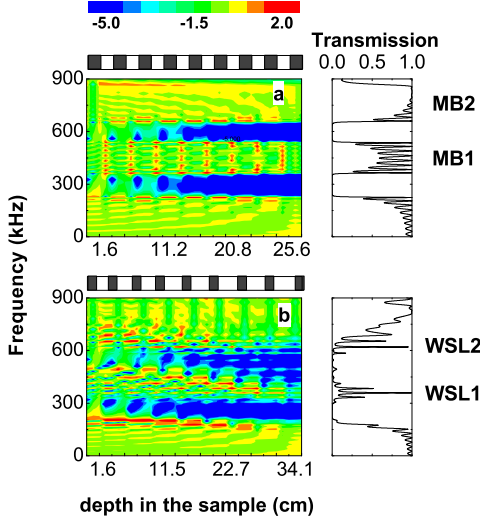 -5.0 -1.5 2.0
Transmission
0.0 0.5 1.0
900
600
300
0
a
MB2
MB1
1.6 11.2 20.8 25.6
Frequency (kHz)
900
600
300
0
b
WSL2
WSL1
1.6 11.5 22.7 34.1
depth in the sample (cm)